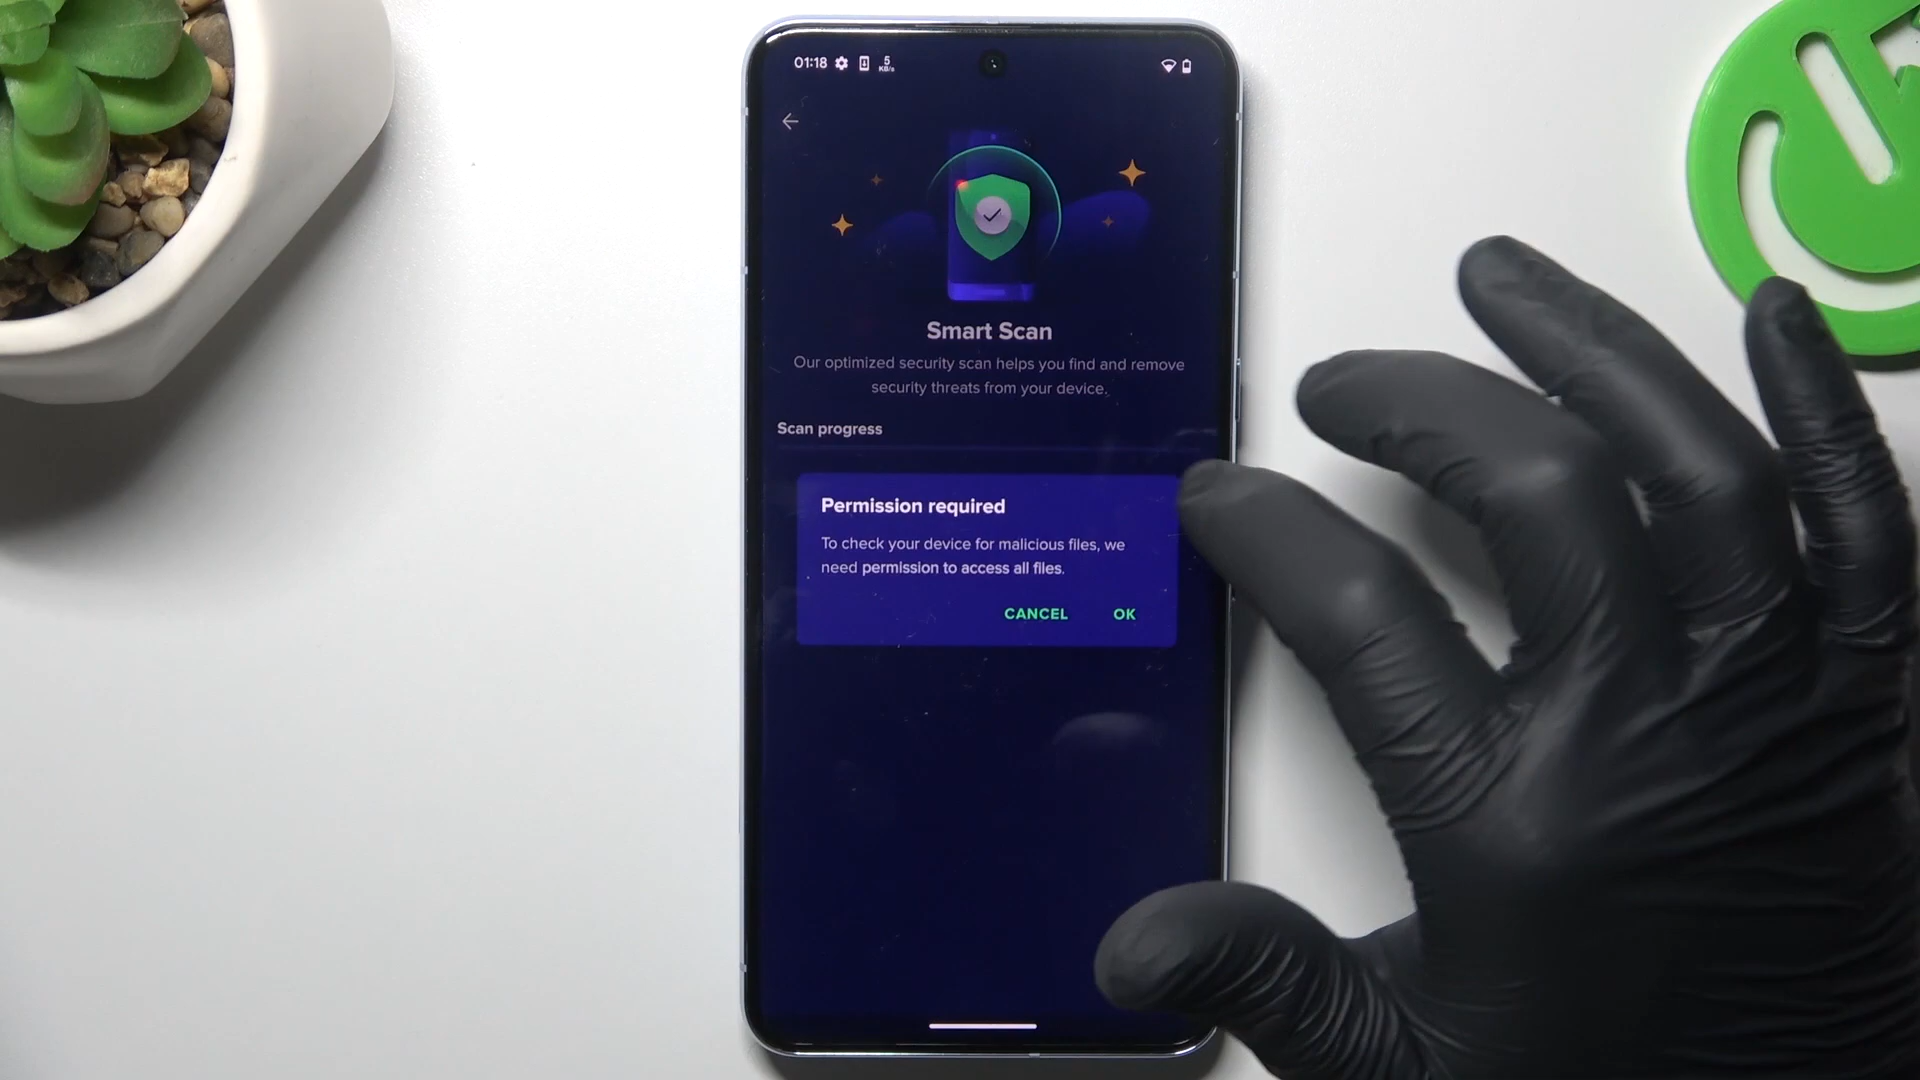 01:18 5
KB/s
Smart Scan
Our optimized security scan helps you find and remove
security threats from your device.
Scan progress
Permission required
To check your device for malicious files, we
need permission to access all files.
CANCEL OK